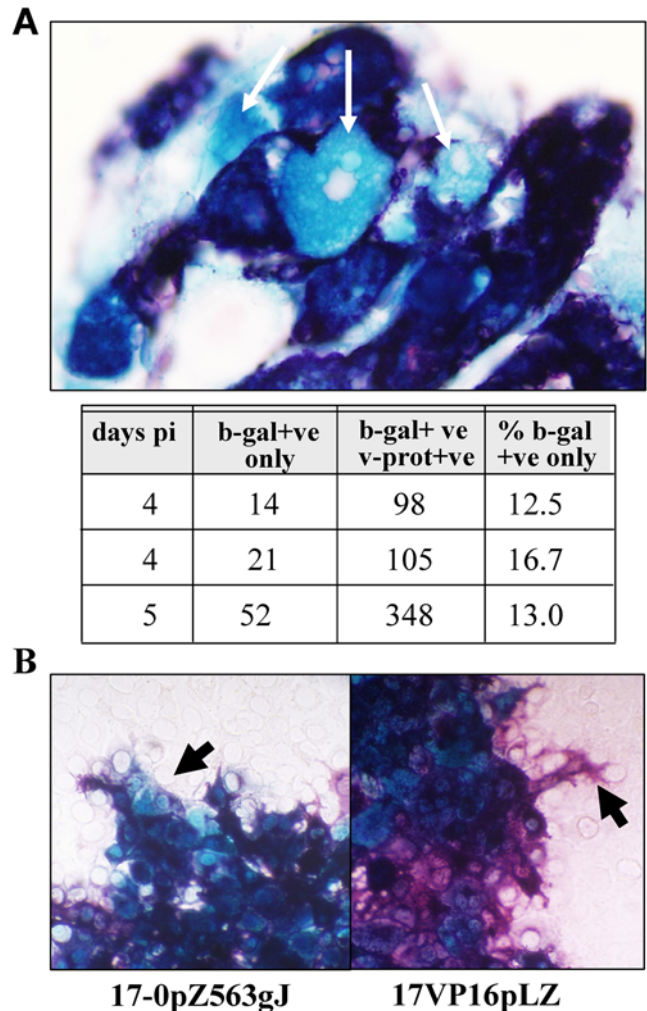 A
days pi b-gal+ve only b-gal+ ve v-prot+ve % b-gal +ve only
4 14 98 12.5
4 21 105 16.7
5 52 348 13.0
B
17-0pZ563gJ 17VP16pLZ